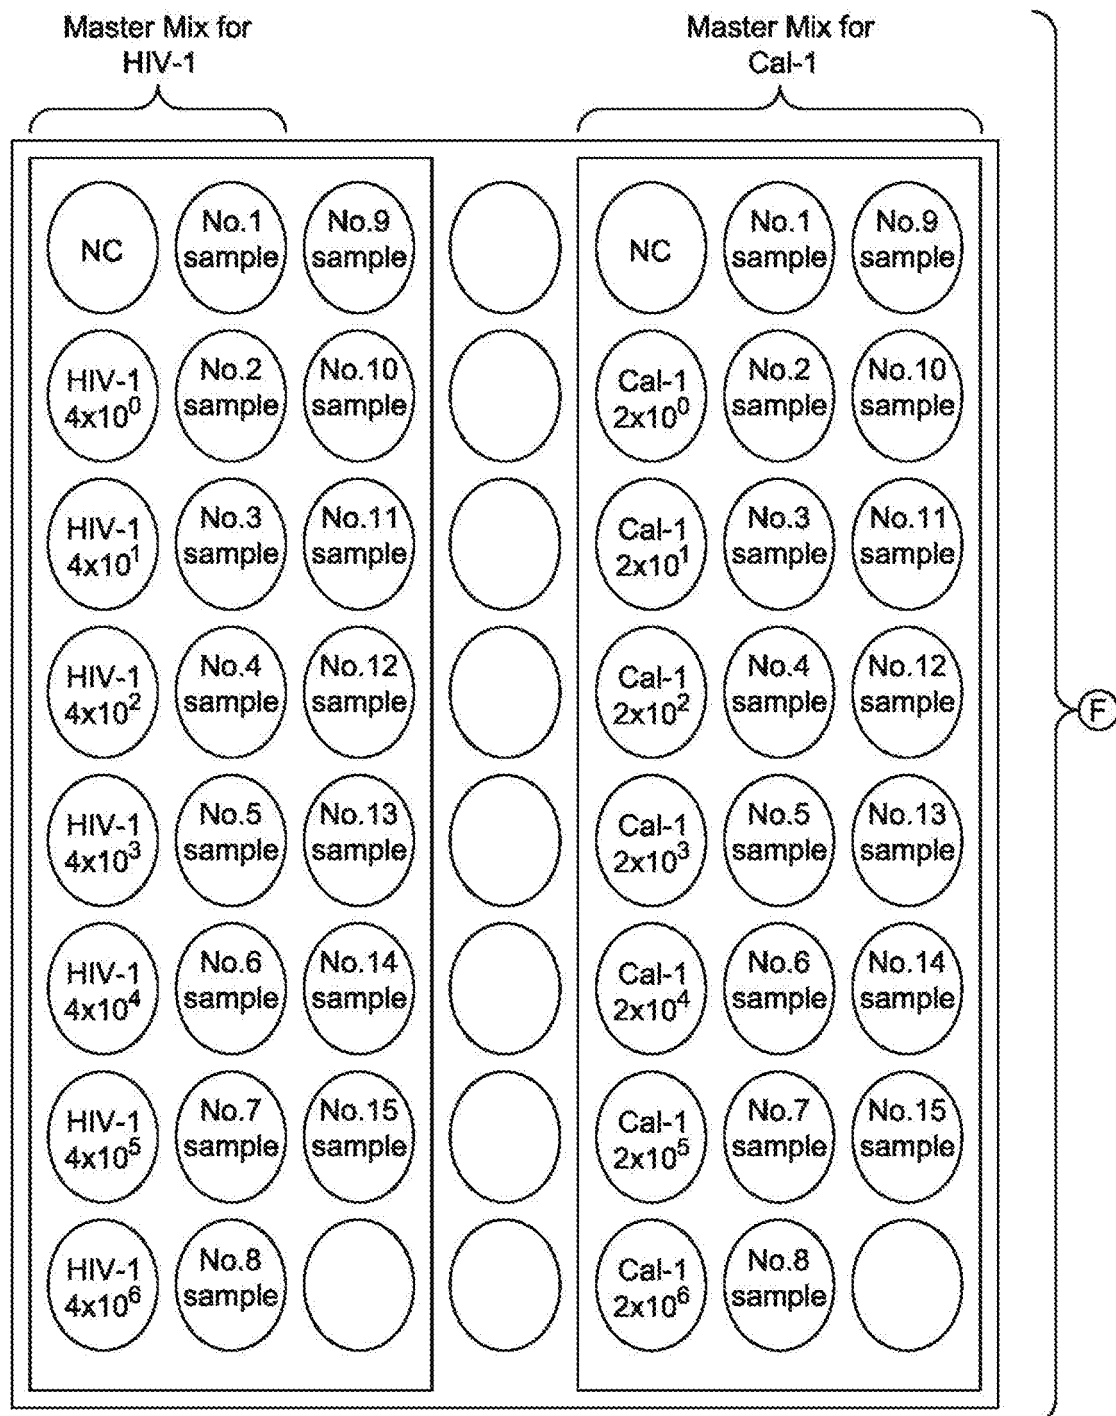 Master Mix for
HIV-1
Master Mix for
Cal-1
NC
No.1
sample
No.9
sample
NC
No.1
sample
No.9
sample
HIV-1
4x10⁰
No.2
sample
No.10
sample
Cal-1
2x10⁰
No.2
sample
No.10
sample
HIV-1
4x10¹
No.3
sample
No.11
sample
Cal-1
2x10¹
No.3
sample
No.11
sample
HIV-1
4x10²
No.4
sample
No.12
sample
Cal-1
2x10²
No.4
sample
No.12
sample
F
HIV-1
4x10³
No.5
sample
No.13
sample
Cal-1
2x10³
No.5
sample
No.13
sample
HIV-1
4x10⁴
No.6
sample
No.14
sample
Cal-1
2x10⁴
No.6
sample
No.14
sample
HIV-1
4x10⁵
No.7
sample
No.15
sample
Cal-1
2x10⁵
No.7
sample
No.15
sample
HIV-1
4x10⁶
No.8
sample
Cal-1
2x10⁶
No.8
sample